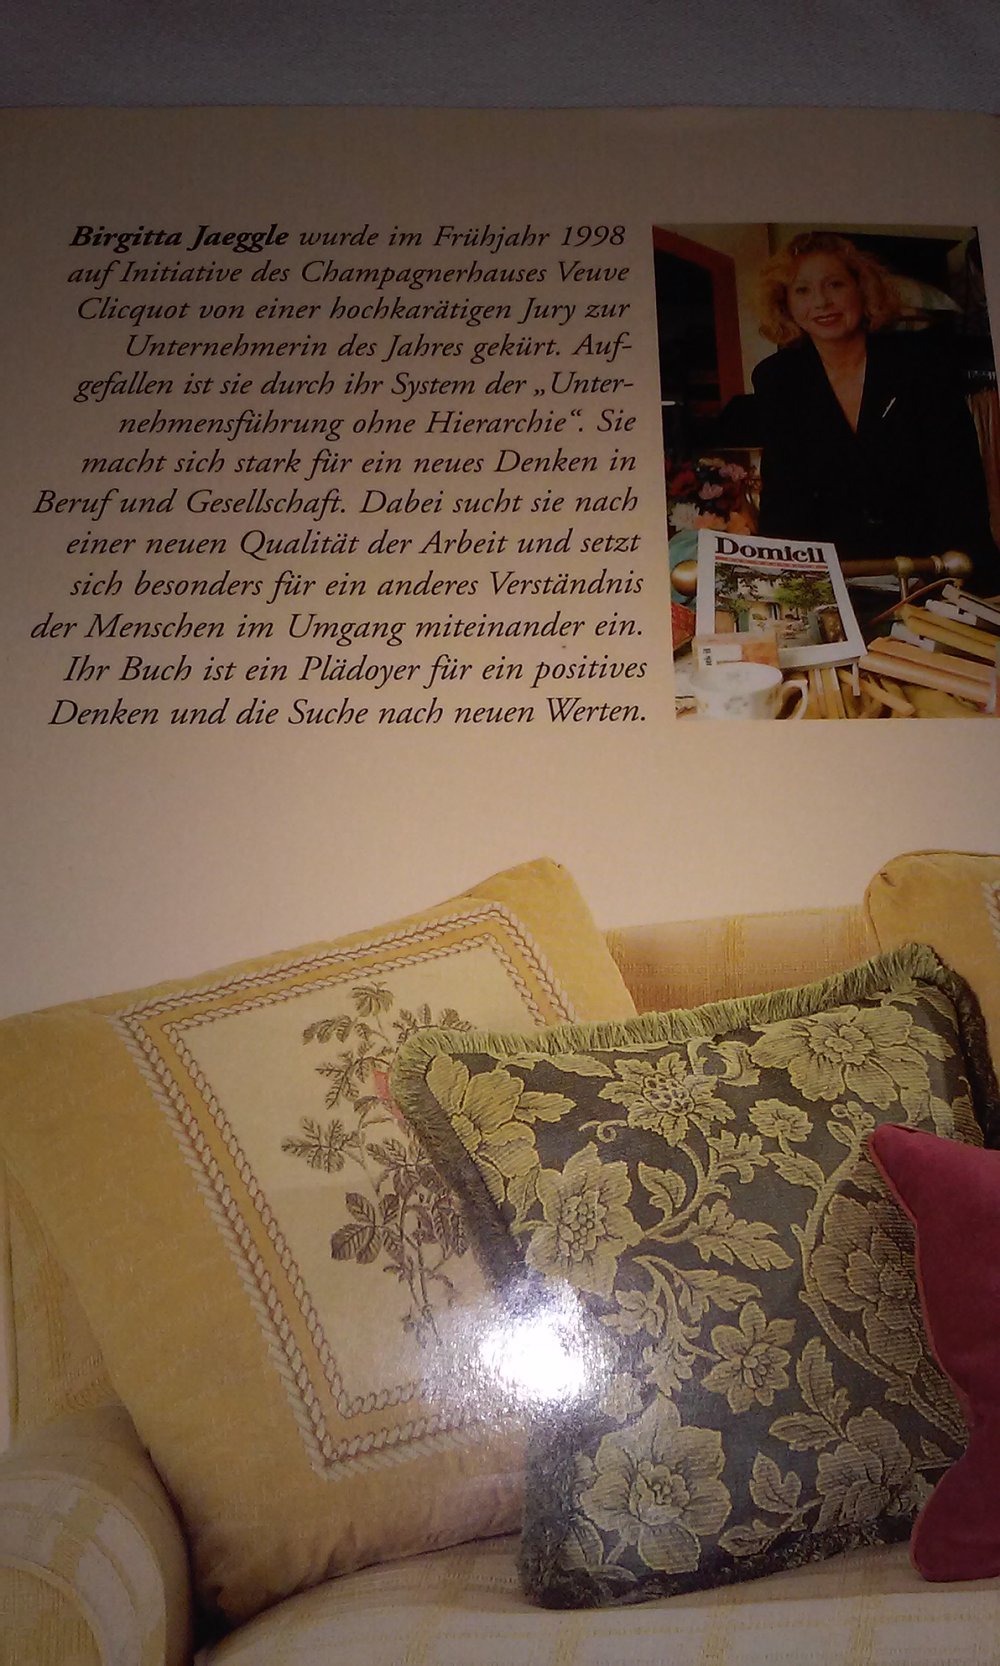 Birgitta Jaeggle wurde im Frühjahr 1998
auf Initiative des Champagnerhauses Veuve
Clicquot von einer hochkarätigen Jury zur
Unternehmerin des Jahres gekürt. Auf-
gefallen ist sie durch ihr System der „Unter-
nehmensführung ohne Hierarchie“. Sie
macht sich stark für ein neues Denken in
Beruf und Gesellschaft. Dabei sucht sie nach
einer neuen Qualität der Arbeit und setzt
sich besonders für ein anderes Verständnis
der Menschen im Umgang miteinander ein.
Ihr Buch ist ein Plädoyer für ein positives
Denken und die Suche nach neuen Werten.
Domicil